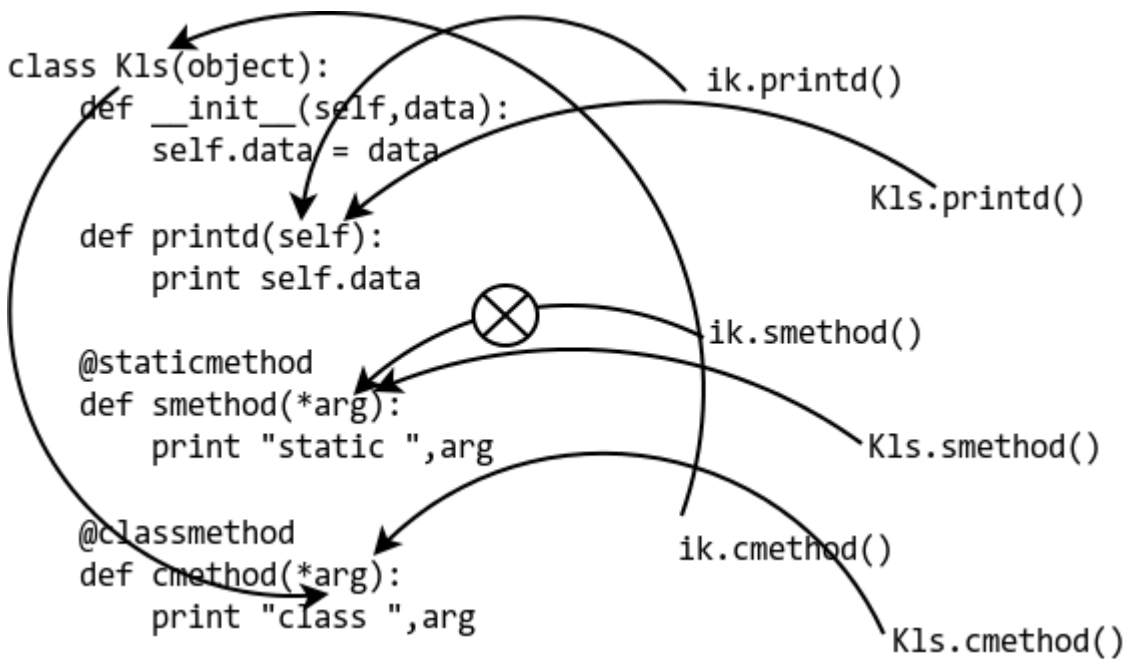 class Kls(object):
    def __init__(self,data):
        self.data = data
    def printd(self):
        print self.data
    @staticmethod
    def smethod(*arg):
        print "static ",arg
    @classmethod
    def cmethod(*arg):
        print "class ",arg
ik.printd()
Kls.printd()
ik.smethod()
Kls.smethod()
ik.cmethod()
Kls.cmethod()